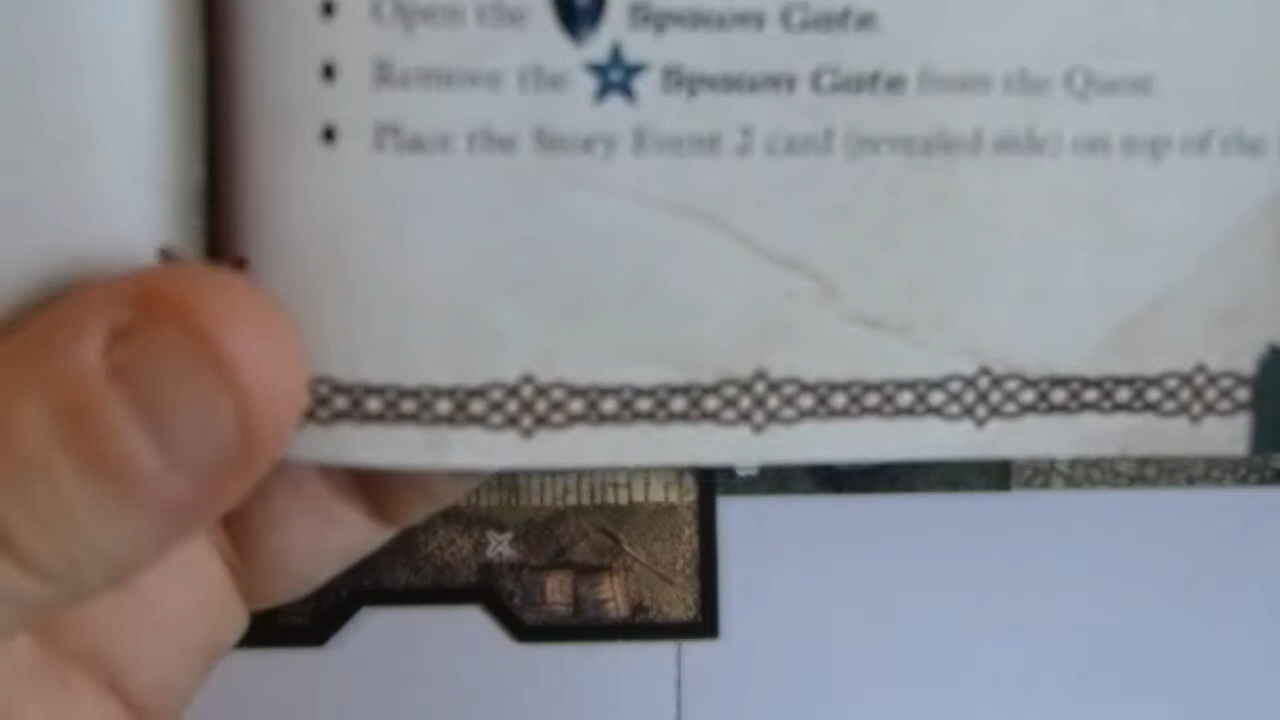 Open the Spawn Gate.
Remove the Spawn Gate from the Quest.
Place the Story Event 2 card (revealed side) on top of the